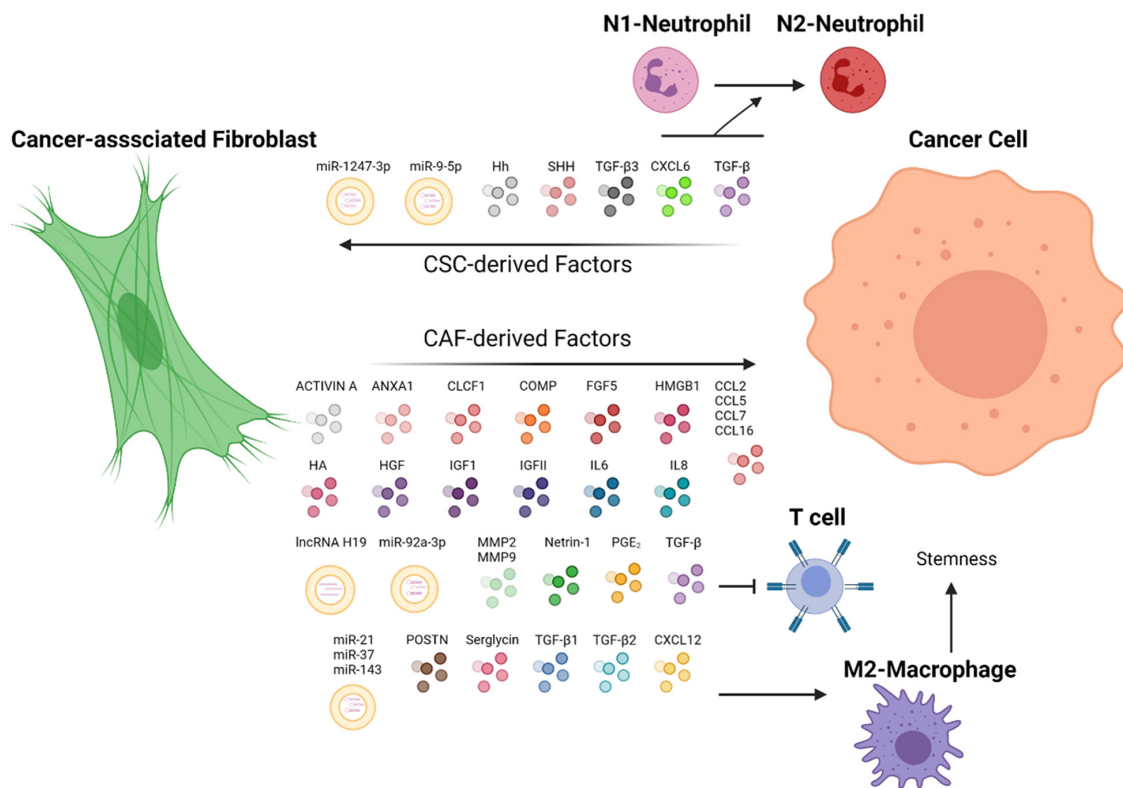 N1-Neutrophil N2-Neutrophil
Cancer-asssciated Fibroblast
Cancer Cell
miR-1247-3p miR-9-5p Hh SHH TGF-β3 CXCL6 TGF-β
CSC-derived Factors
CAF-derived Factors
ACTIVIN A ANXA1 CLCF1 COMP FGF5 HMGB1 CCL2
CCL5
CCL7
CCL16
HA HGF IGF1 IGFII IL6 IL8
T cell
lncRNA H19 miR-92a-3p MMP2 Netrin-1 PGE₂ TGF-β
MMP9
Stemness
miR-21 POSTN Serglycin TGF-β1 TGF-β2 CXCL12
miR-37
miR-143
M2-Macrophage